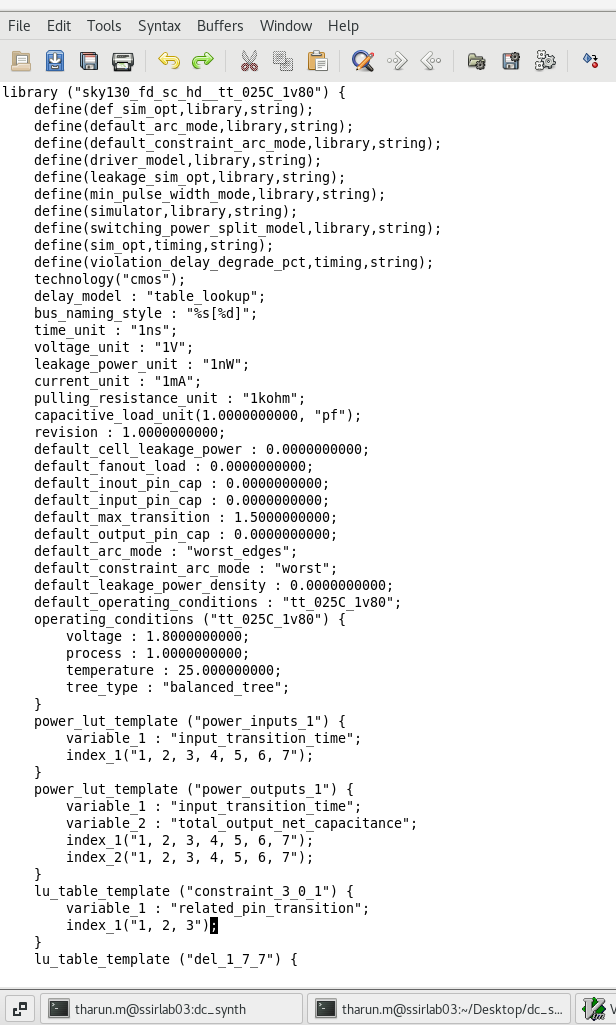 File Edit Tools Syntax Buffers Window Help
library ("sky130_fd_sc_hd__tt_025C_1v80") {
    define(def_sim_opt,library,string);
    define(default_arc_mode,library,string);
    define(default_constraint_arc_mode,library,string);
    define(driver_model,library,string);
    define(leakage_sim_opt,library,string);
    define(min_pulse_width_mode,library,string);
    define(simulator,library,string);
    define(switching_power_split_model,library,string);
    define(sim_opt,timing,string);
    define(violation_delay_degrade_pct,timing,string);
    technology("cmos");
    delay_model : "table_lookup";
    bus_naming_style : "%s[%d]";
    time_unit : "1ns";
    voltage_unit : "1V";
    leakage_power_unit : "1nW";
    current_unit : "1mA";
    pulling_resistance_unit : "1kohm";
    capacitive_load_unit(1.0000000000, "pf");
    revision : 1.0000000000;
    default_cell_leakage_power : 0.0000000000;
    default_fanout_load : 0.0000000000;
    default_inout_pin_cap : 0.0000000000;
    default_input_pin_cap : 0.0000000000;
    default_max_transition : 1.5000000000;
    default_output_pin_cap : 0.0000000000;
    default_arc_mode : "worst_edges";
    default_constraint_arc_mode : "worst";
    default_leakage_power_density : 0.0000000000;
    default_operating_conditions : "tt_025C_1v80";
    operating_conditions ("tt_025C_1v80") {
        voltage : 1.8000000000;
        process : 1.0000000000;
        temperature : 25.000000000;
        tree_type : "balanced_tree";
    }
    power_lut_template ("power_inputs_1") {
        variable_1 : "input_transition_time";
        index_1("1, 2, 3, 4, 5, 6, 7");
    }
    power_lut_template ("power_outputs_1") {
        variable_1 : "input_transition_time";
        variable_2 : "total_output_net_capacitance";
        index_1("1, 2, 3, 4, 5, 6, 7");
        index_2("1, 2, 3, 4, 5, 6, 7");
    }
    lu_table_template ("constraint_3_0_1") {
        variable_1 : "related_pin_transition";
        index_1("1, 2, 3");
    }
    lu_table_template ("del_1_7_7") {
tharun.m@ssirlab03:dc_synth
tharun.m@ssirlab03:~/Desktop/dc_s...